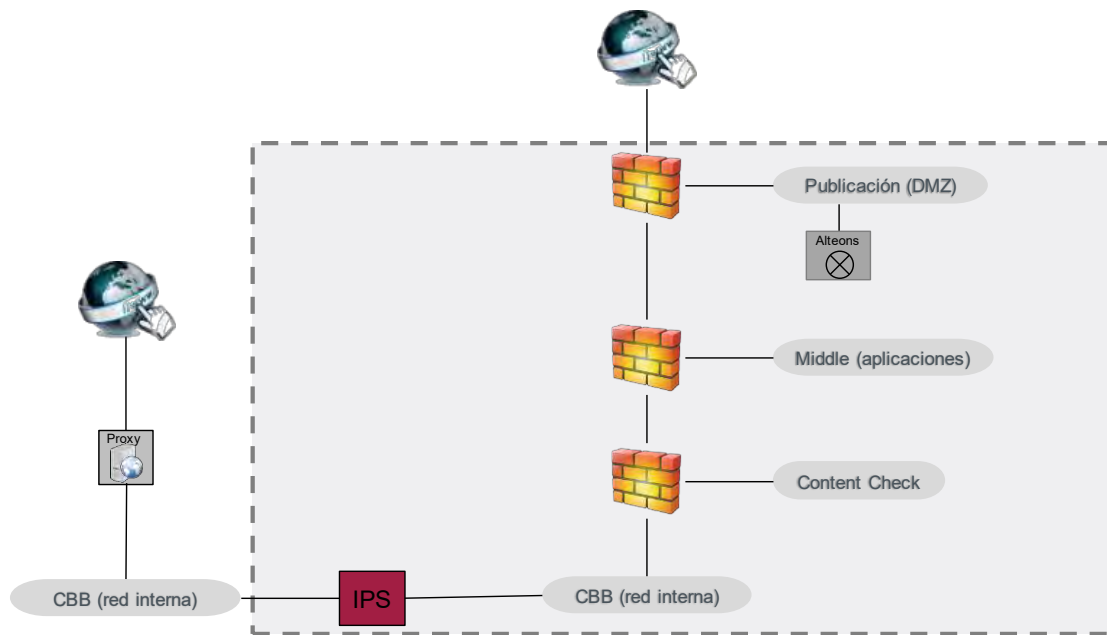 Publicación (DMZ)
Alteons
Middle (aplicaciones)
Proxy
Content Check
CBB (red interna)
IPS
CBB (red interna)